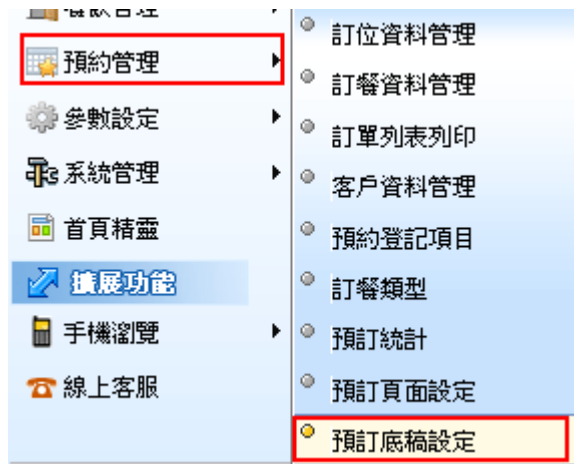 餐飲管理
預約管理
參數設定
系統管理
首頁精靈
擴展功能
手機瀏覽
線上客服
訂位資料管理
訂餐資料管理
訂單列表列印
客戶資料管理
預約登記項目
訂餐類型
預訂統計
預訂頁面設定
預訂底稿設定